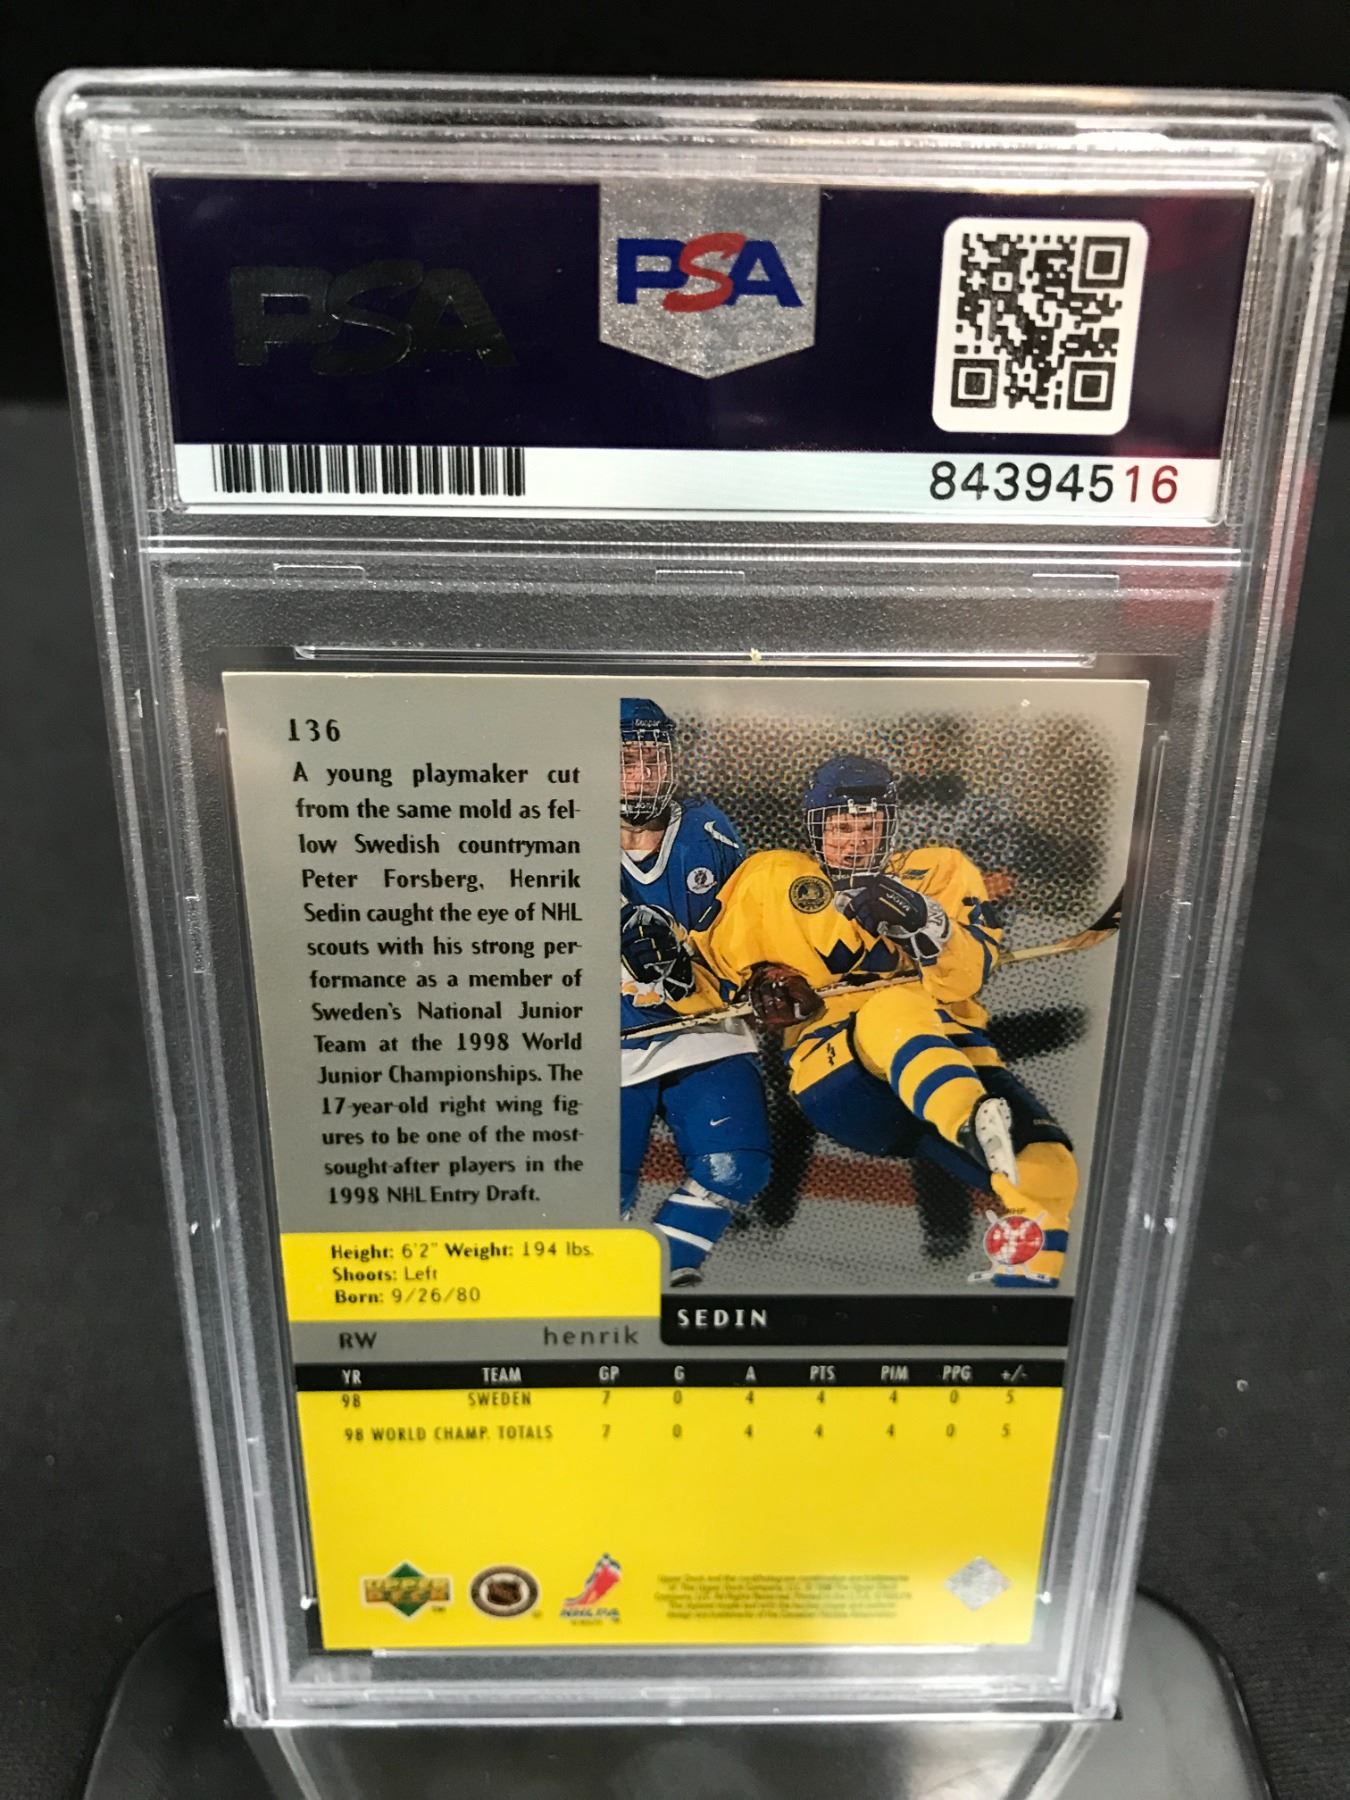 PSA
PSA
84394516
136
A young playmaker cut
from the same mold as fel-
low Swedish countryman
Peter Forsberg, Henrik
Sedin caught the eye of NHL
scouts with his strong per-
formance as a member of
Sweden's National Junior
Team at the 1998 World
Junior Championships. The
17-year-old right wing fig-
ures to be one of the most-
sought-after players in the
1998 NHL Entry Draft.
Height: 6'2" Weight: 194 lbs.
Shoots: Left
Born: 9/26/80
RW henrik SEDIN
YR TEAM GP G A PTS PIM PPG +/-
98 SWEDEN 7 0 4 4 4 0 5
98 WORLD CHAMP. TOTALS 7 0 4 4 4 0 5
UPPER DECK
NHLPA